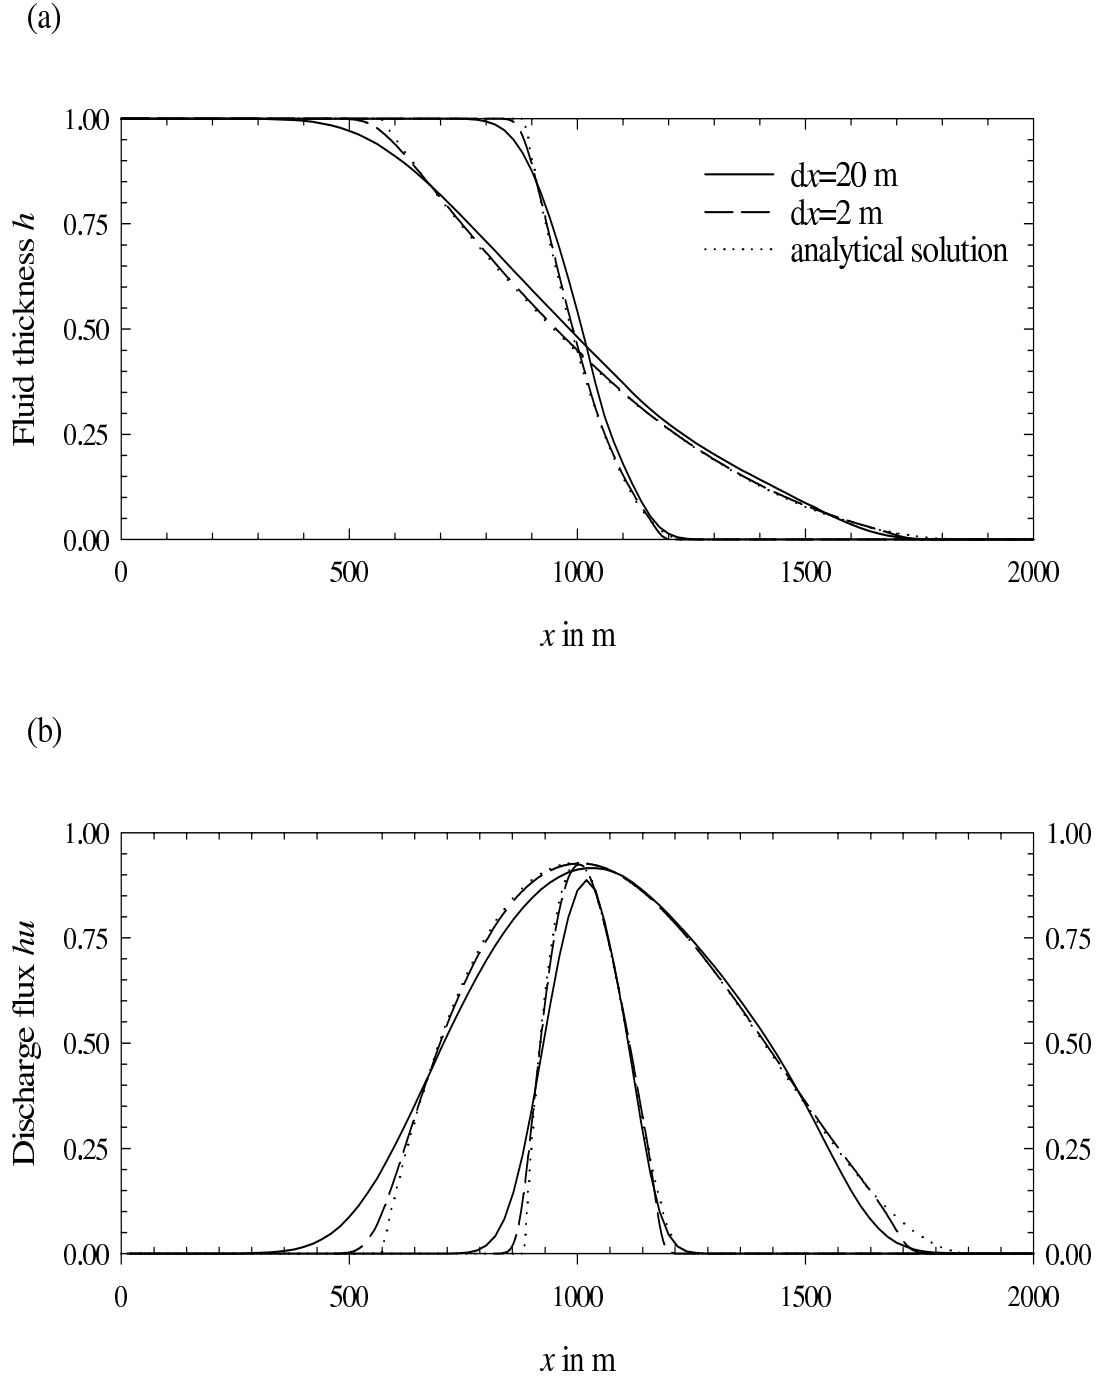 (a)
1.00
0.75
0.50
0.25
0.00
Fluid thickness h
dx=20 m
dx=2 m
analytical solution
0 500 1000 1500 2000
x in m
(b)
1.00 1.00
0.75 0.75
0.50 0.50
0.25 0.25
0.00 0.00
Discharge flux hu
0 500 1000 1500 2000
x in m